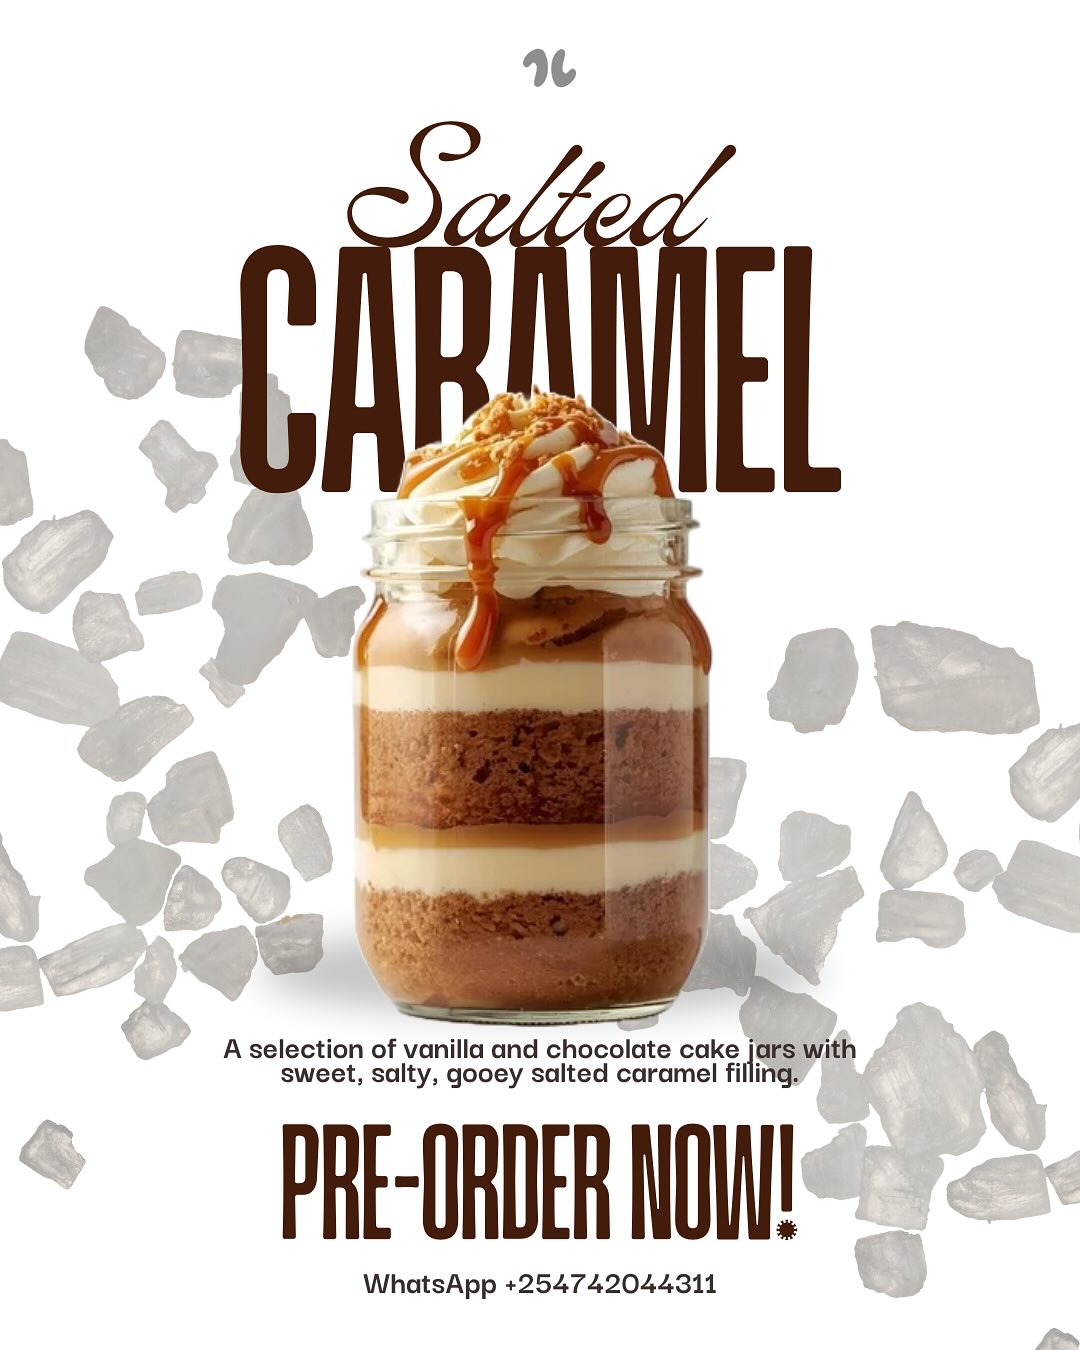 Salted
CARAMEL
A selection of vanilla and chocolate cake jars with
sweet, salty, gooey salted caramel filling.
PRE-ORDER NOW!
WhatsApp +254742044311